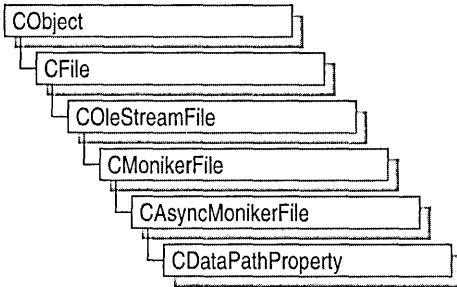 CObject
CFile
COleStreamFile
CMonikerFile
CAsyncMonikerFile
CDataPathProperty